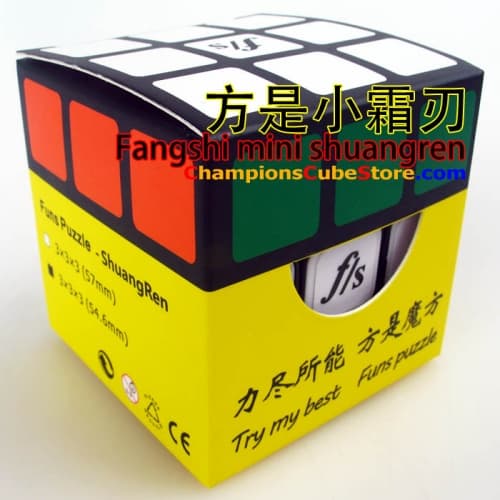 f/s
方是小霜刃
Fangshi mini shuangren
ChampionsCubeStore.com
Funs Puzzle - ShuangRen
3x3x3 (57mm)
3x3x3 (54.6mm)
f/s
力尽所能 方是魔方
Try my best Funs puzzle
CE